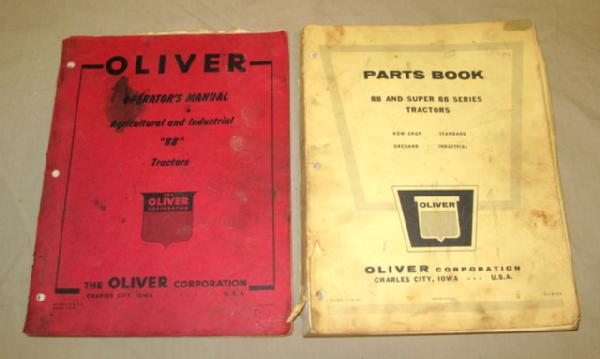 OLIVER
OPERATOR'S MANUAL
Agricultural and Industrial
"88"
Tractors
THE
OLIVER
CORPORATION
THE OLIVER CORPORATION
CHARLES CITY, IOWA U.S.A.
PARTS BOOK
88 AND SUPER 88 SERIES
TRACTORS
ROW CROP STANDARD
ORCHARD INDUSTRIAL
OLIVER
OLIVER CORPORATION
CHARLES CITY, IOWA ... U.S.A.